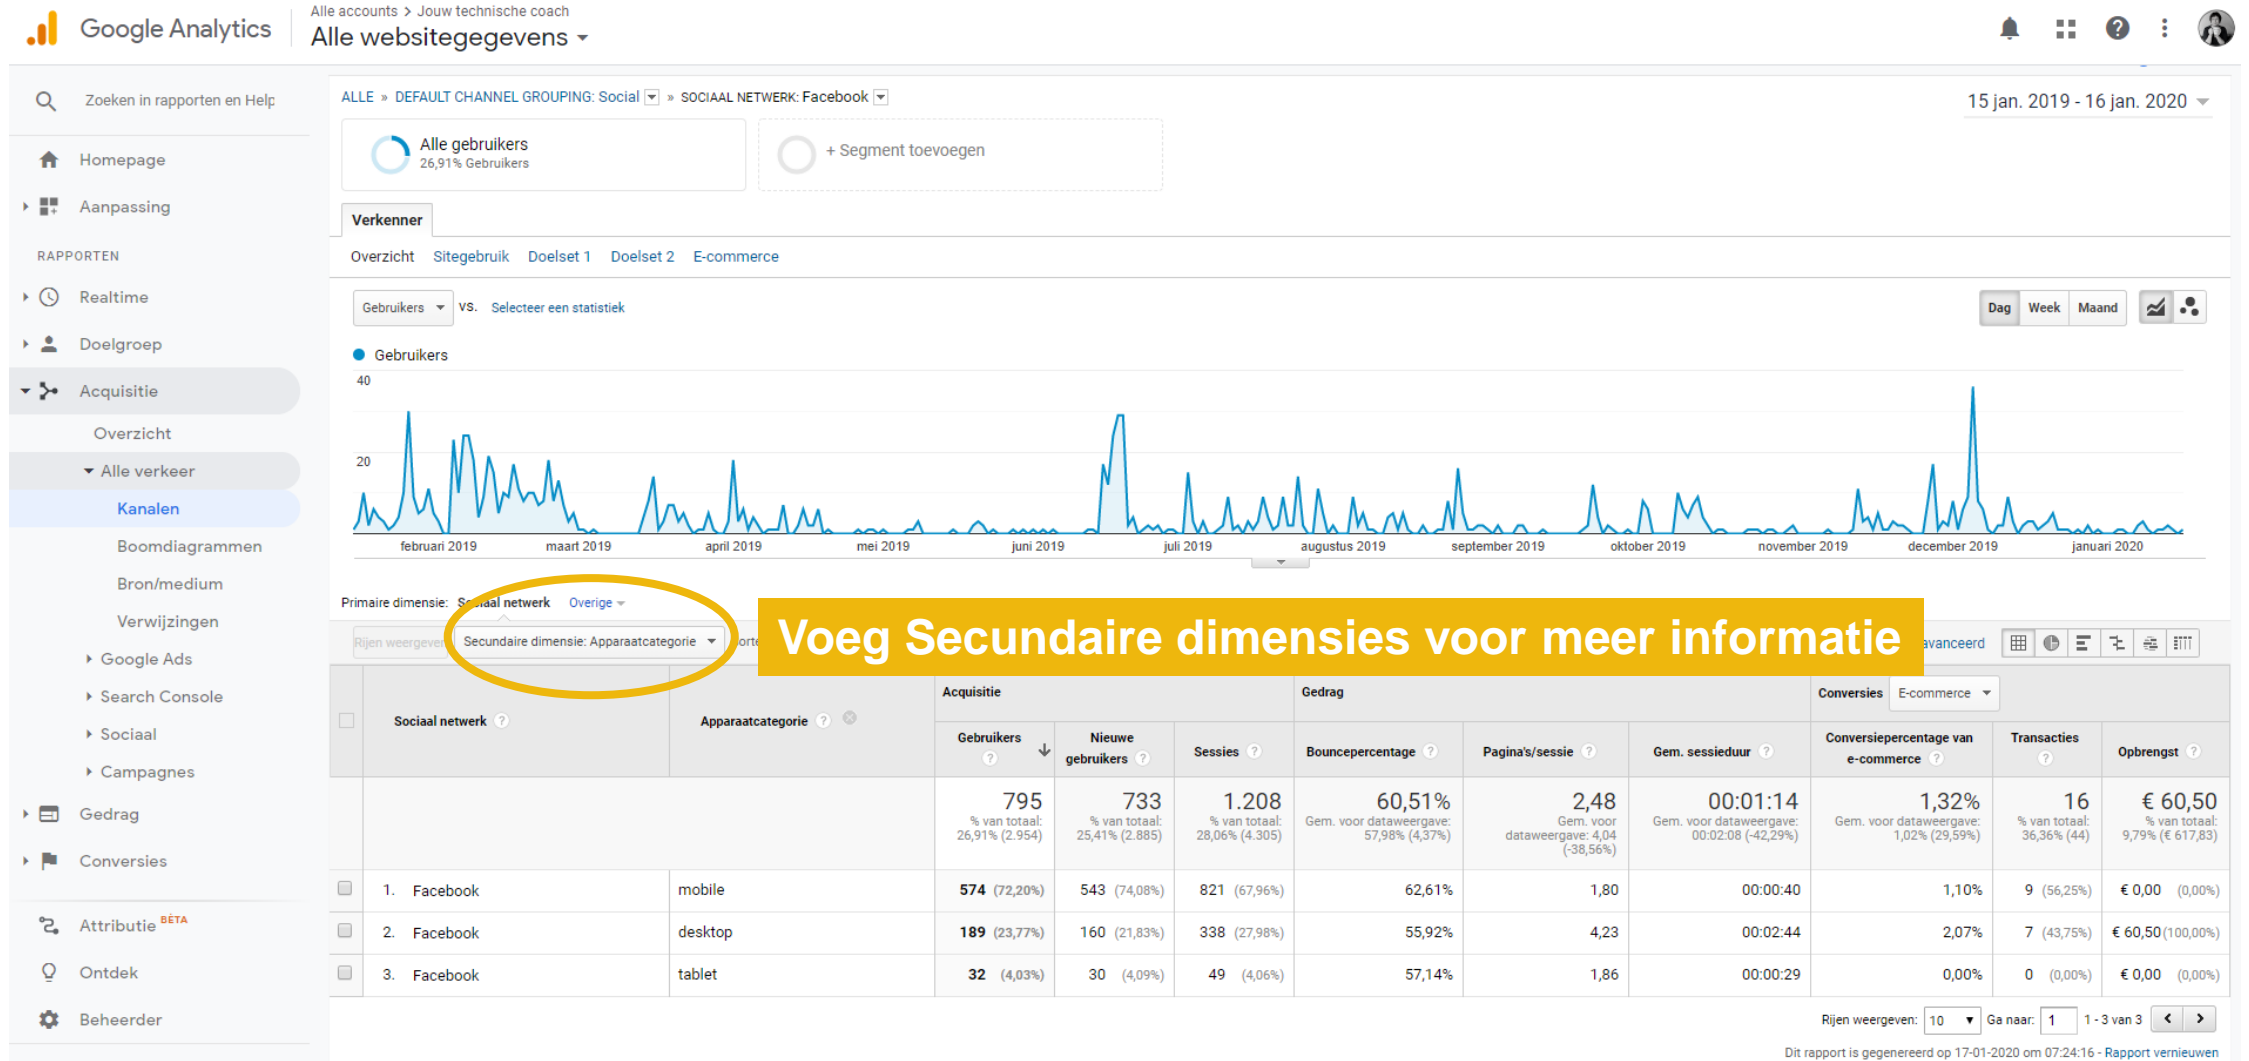 Google Analytics
Alle accounts > Jouw technische coach
Alle websitegegevens
Zoeken in rapporten en Help
Homepage
Aanpassing
RAPPORTEN
Realtime
Doelgroep
Acquisitie
Overzicht
Alle verkeer
Kanalen
Boomdiagrammen
Bron/medium
Verwijzingen
Google Ads
Search Console
Sociaal
Campagnes
Gedrag
Conversies
Attributie BÈTA
Ontdek
Beheerder
ALLE » DEFAULT CHANNEL GROUPING: Social » SOCIAAL NETWERK: Facebook
15 jan. 2019 - 16 jan. 2020
Alle gebruikers
26,91% Gebruikers
+ Segment toevoegen
Verkenner
Overzicht Sitegebruik Doelset 1 Doelset 2 E-commerce
Gebruikers VS. Selecteer een statistiek
Dag Week Maand
Gebruikers
40
20
februari 2019 maart 2019 april 2019 mei 2019 juni 2019 juli 2019 augustus 2019 september 2019 oktober 2019 november 2019 december 2019 januari 2020
Primaire dimensie: Sociaal netwerk Overige
Rijen weergeven Secundaire dimensie: Apparaatcategorie
Voeg Secundaire dimensies voor meer informatie
Sociaal netwerk ? Apparaatcategorie ?
Acquisitie Gedrag Conversies E-commerce
Gebruikers ? Nieuwe gebruikers ? Sessies ? Bouncepercentage ? Pagina's/sessie ? Gem. sessieduur ? Conversiepercentage van e-commerce ? Transacties ? Opbrengst ?
795 733 1.208 60,51% 2,48 00:01:14 1,32% 16 € 60,50
% van totaal: 26,91% (2.954) % van totaal: 25,41% (2.885) % van totaal: 28,06% (4.305) Gem. voor dataweergave: 57,98% (4,37%) Gem. voor dataweergave: 4,04 (-38,56%) Gem. voor dataweergave: 00:02:08 (-42,29%) Gem. voor dataweergave: 1,02% (29,59%) % van totaal: 36,36% (44) % van totaal: 9,79% (€ 617,83)
1. Facebook mobile 574 (72,20%) 543 (74,08%) 821 (67,96%) 62,61% 1,80 00:00:40 1,10% 9 (56,25%) € 0,00 (0,00%)
2. Facebook desktop 189 (23,77%) 160 (21,83%) 338 (27,98%) 55,92% 4,23 00:02:44 2,07% 7 (43,75%) € 60,50 (100,00%)
3. Facebook tablet 32 (4,03%) 30 (4,09%) 49 (4,06%) 57,14% 1,86 00:00:29 0,00% 0 (0,00%) € 0,00 (0,00%)
Rijen weergeven: 10 Ga naar: 1 1 - 3 van 3
Dit rapport is gegenereerd op 17-01-2020 om 07:24:16 - Rapport vernieuwen